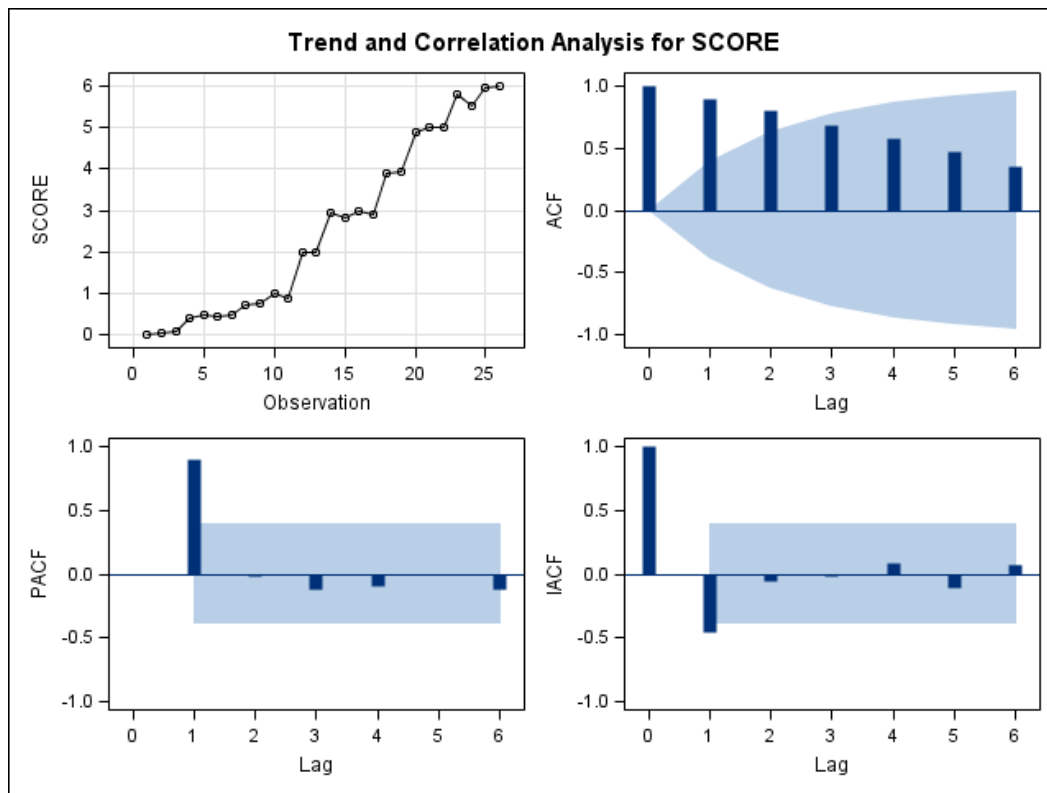 Trend and Correlation Analysis for SCORE
6
5
4
3
2
1
0
SCORE
0 5 10 15 20 25
Observation
1.0
0.5
0.0
-0.5
-1.0
ACF
0 1 2 3 4 5 6
Lag
1.0
0.5
0.0
-0.5
-1.0
PACF
0 1 2 3 4 5 6
Lag
1.0
0.5
0.0
-0.5
-1.0
IACF
0 1 2 3 4 5 6
Lag